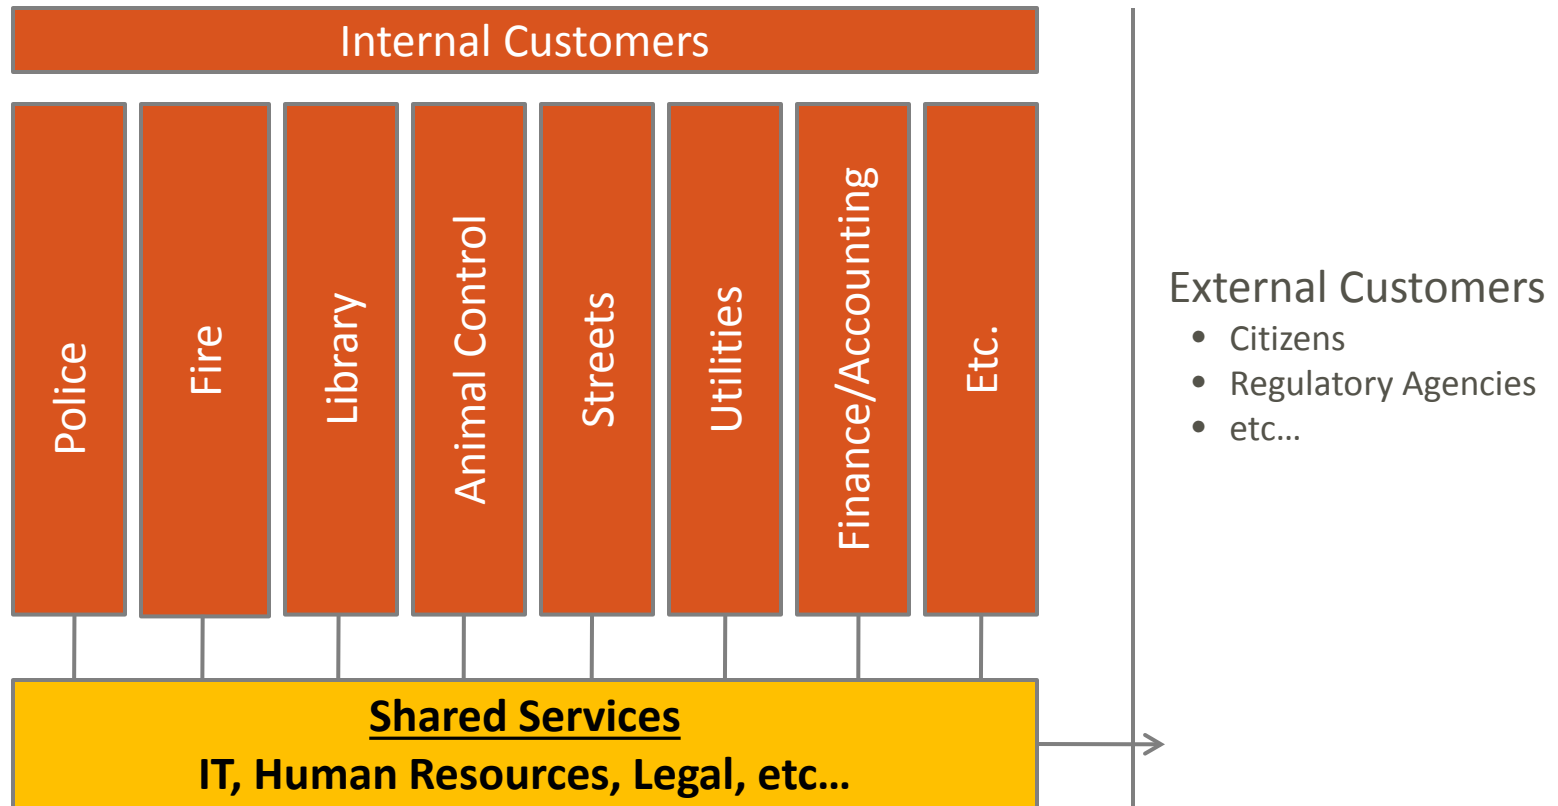 Internal Customers
Police
Fire
Library
Animal Control
Streets
Utilities
Finance/Accounting
Etc.
Shared Services
IT, Human Resources, Legal, etc…
External Customers
• Citizens
• Regulatory Agencies
• etc…